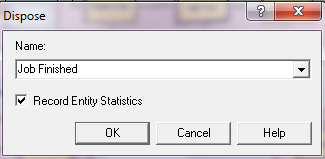 Dispose
Name:
Job Finished
Record Entity Statistics
OK Cancel Help